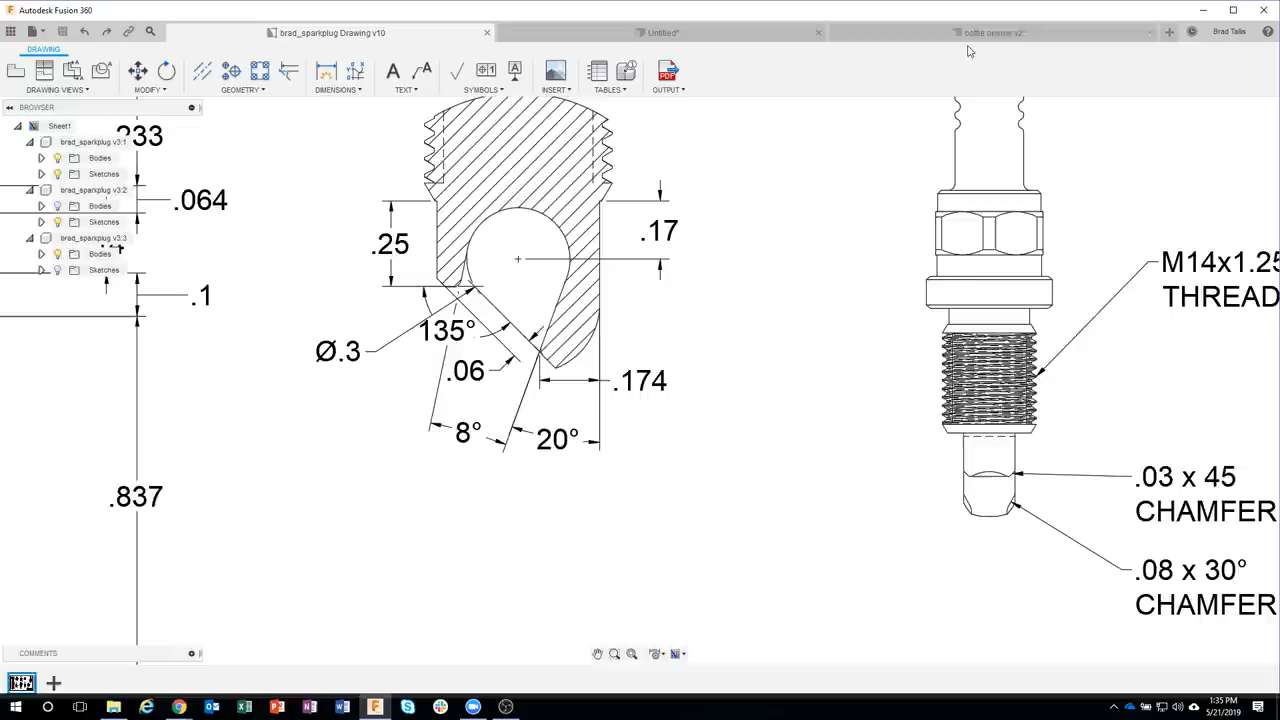 Autodesk Fusion 360
brad_sparkplug Drawing v10
Untitled*
Brad Tallis
DRAWING
DRAWING VIEWS
MODIFY
GEOMETRY
DIMENSIONS
TEXT
SYMBOLS
INSERT
TABLES
PDF
OUTPUT
BROWSER
Sheet1
brad_sparkplug v3:1
Bodies
Sketches
brad_sparkplug v3:2
Bodies
Sketches
brad_sparkplug v3:3
Bodies
Sketches
.233
.064
.1
.837
.25
.17
135°
Ø.3
.06
.174
8°
20°
M14x1.25
THREAD
.03 x 45
CHAMFER
.08 x 30°
CHAMFER
COMMENTS
1:35 PM
5/21/2019